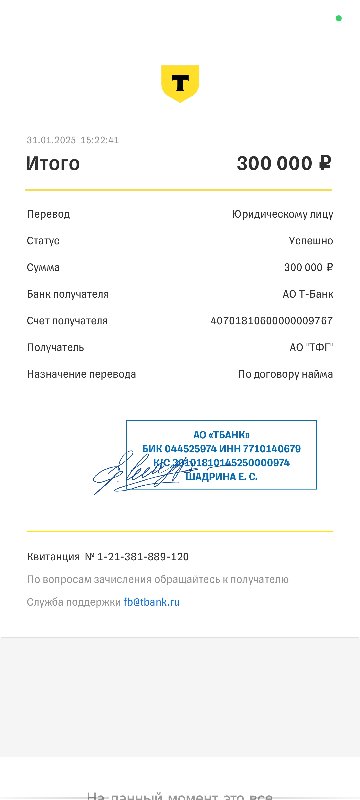 Т
31.01.2025 15:22:41
Итого 300 000 ₽
Перевод Юридическому лицу
Статус Успешно
Сумма 300 000 ₽
Банк получателя АО Т-Банк
Счет получателя 40701810600000009767
Получатель АО "ТФГ"
Назначение перевода По договору найма
АО «ТБАНК»
БИК 044525974 ИНН 7710140679
К/С 30101810145250000974
ШАДРИНА Е. С.
Квитанция № 1-21-381-889-120
По вопросам зачисления обращайтесь к получателю
Служба поддержки fb@tbank.ru
На данный момент это все